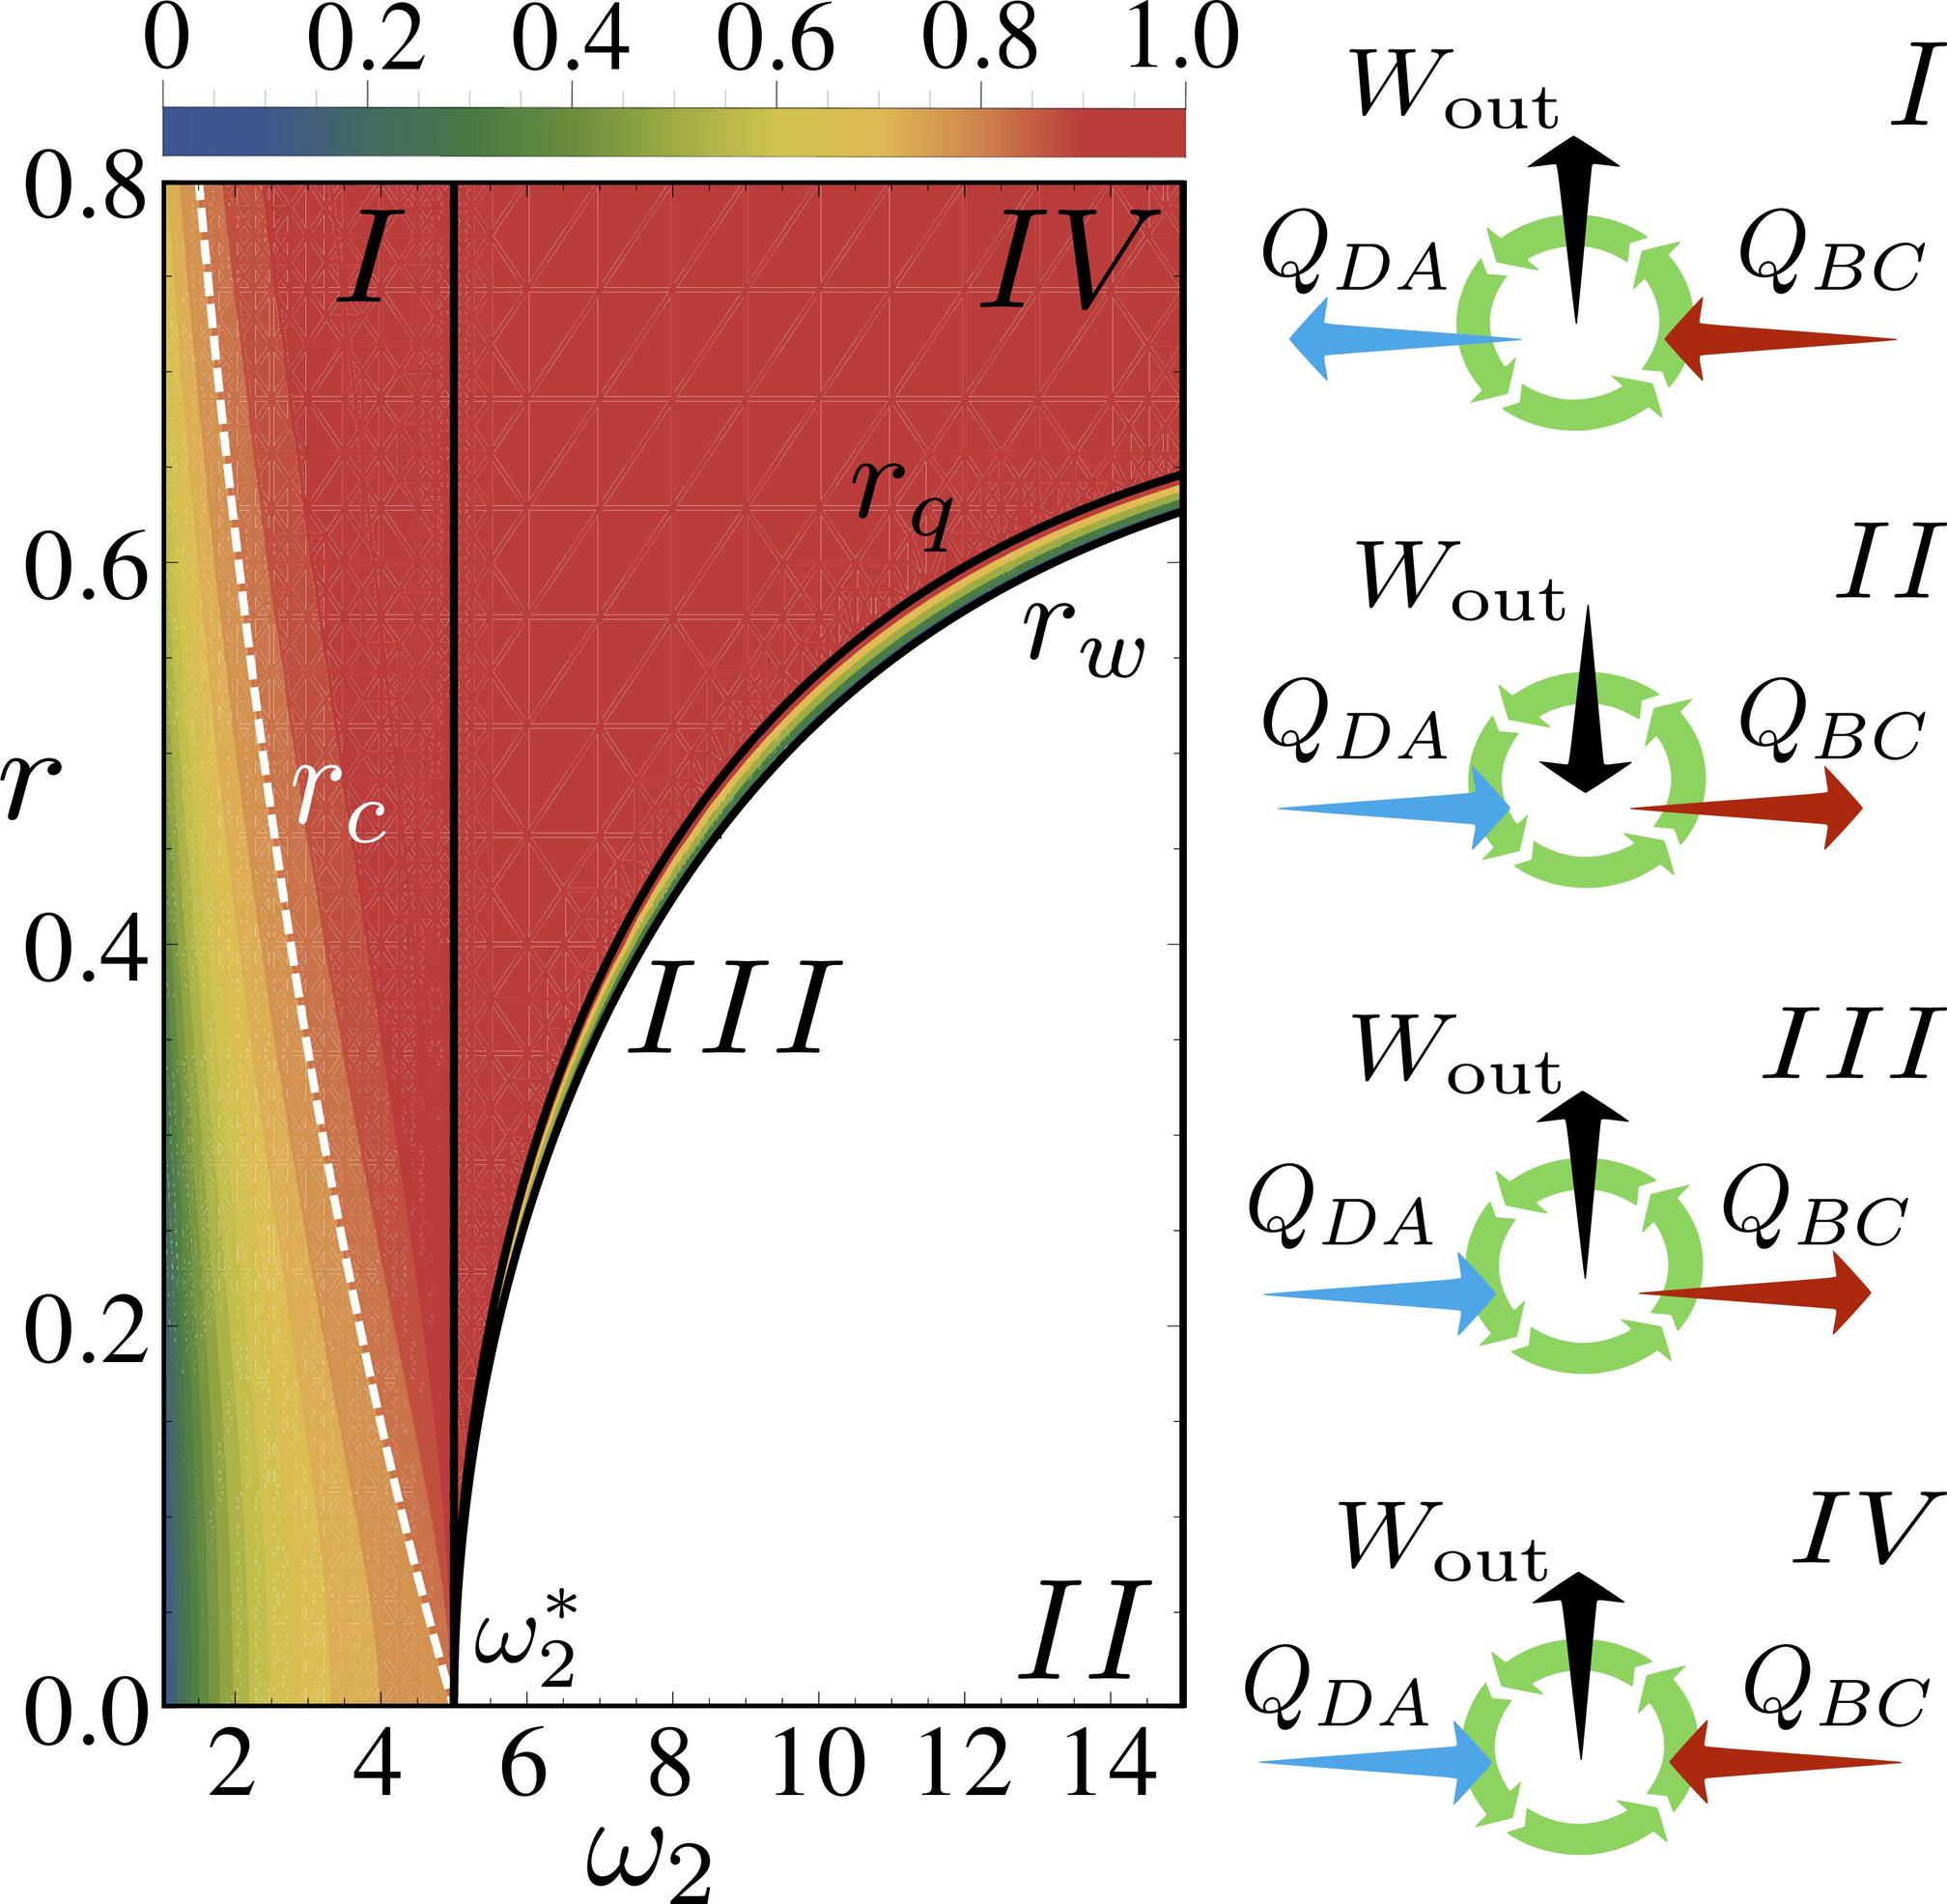 0 0.2 0.4 0.6 0.8 1.0
0.8
0.6
0.4
0.2
0.0
r
I
IV
r_q
r_w
r_c
III
ω_2^*
II
2 4 6 8 10 12 14
ω_2
W_out I
Q_DA Q_BC
W_out II
Q_DA Q_BC
W_out III
Q_DA Q_BC
W_out IV
Q_DA Q_BC